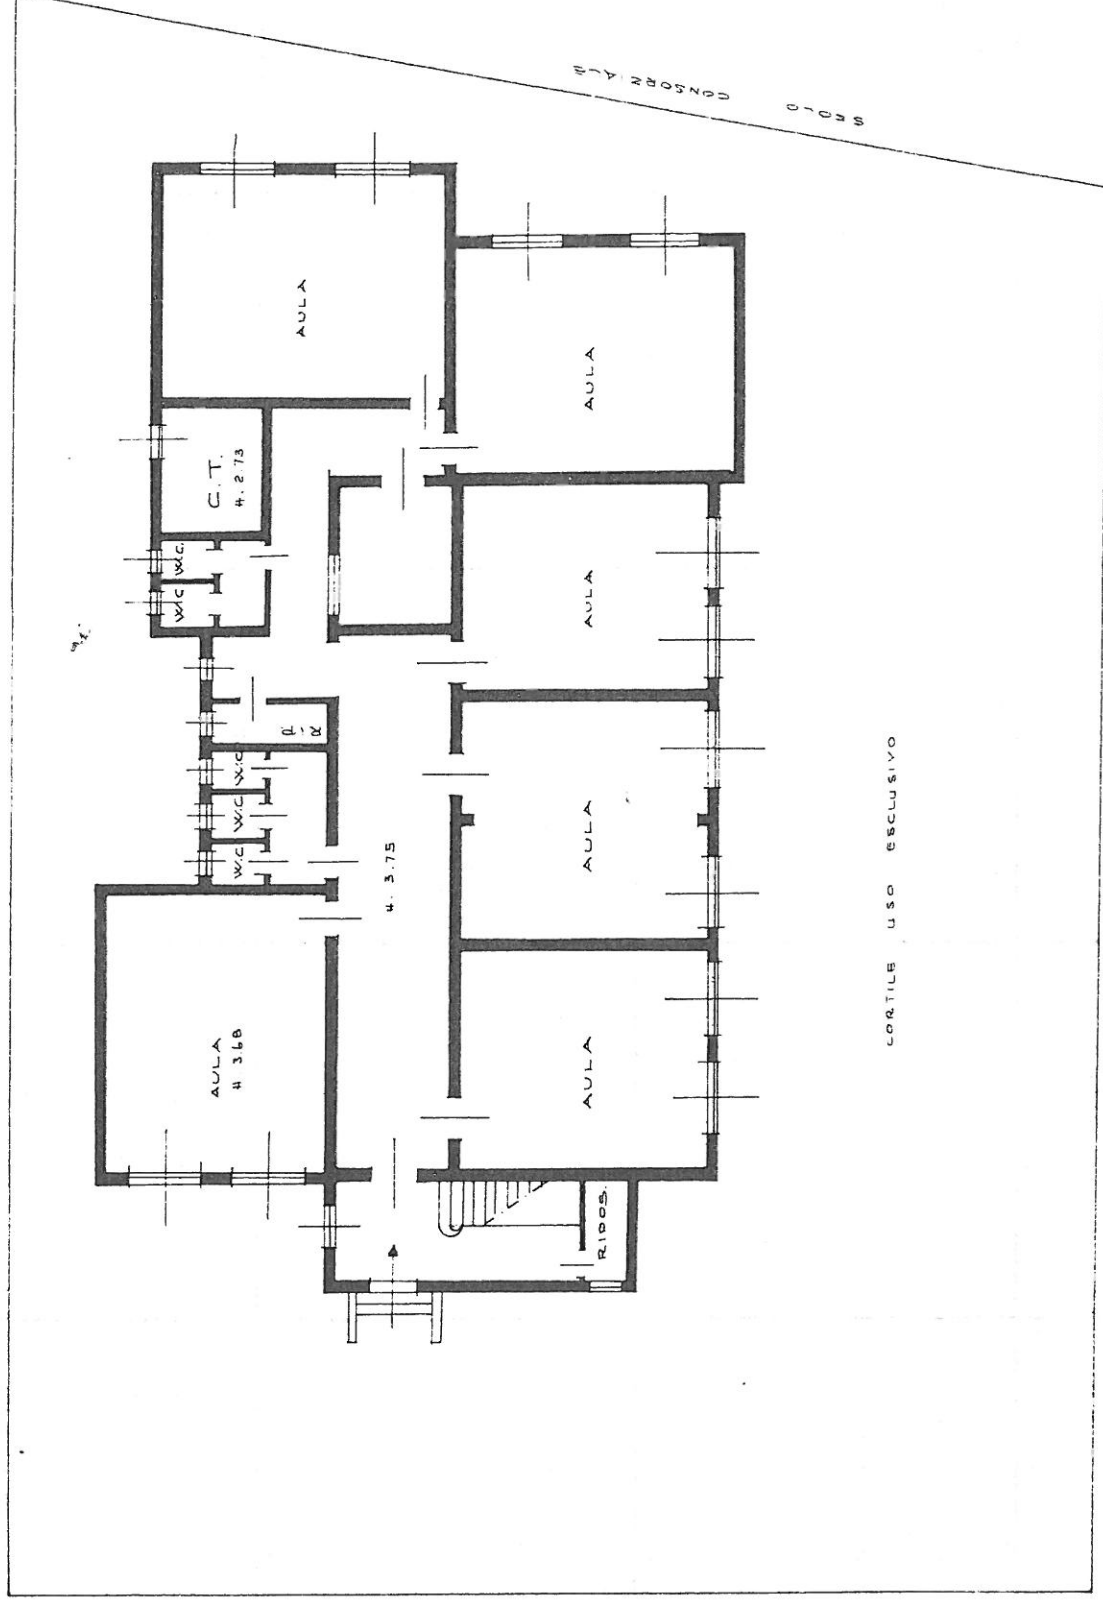 SCOLO CONSORZIALE
AULA
AULA
C.T.
H. 2.73
W.C.
W.C
AULA
W.C
W.C
W.C
AULA
H. 3.75
CORTILE USO ESCLUSIVO
AULA
H 3.68
AULA
RIPOS.